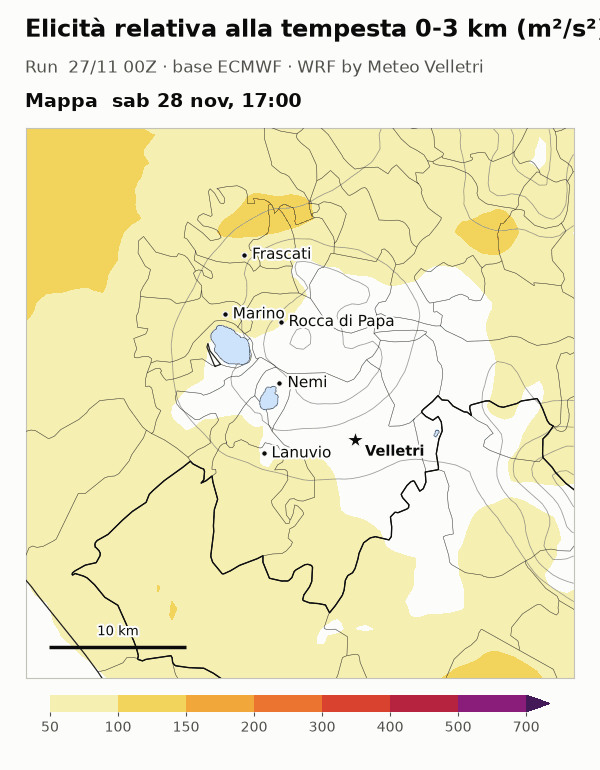 Elicità relativa alla tempesta 0-3 km (m²/s²)
Run  27/11 00Z · base ECMWF · WRF by Meteo Velletri
Mappa  sab 28 nov, 17:00
Frascati
Marino
Rocca di Papa
Nemi
Velletri
Lanuvio
10 km
50 100 150 200 300 400 500 700